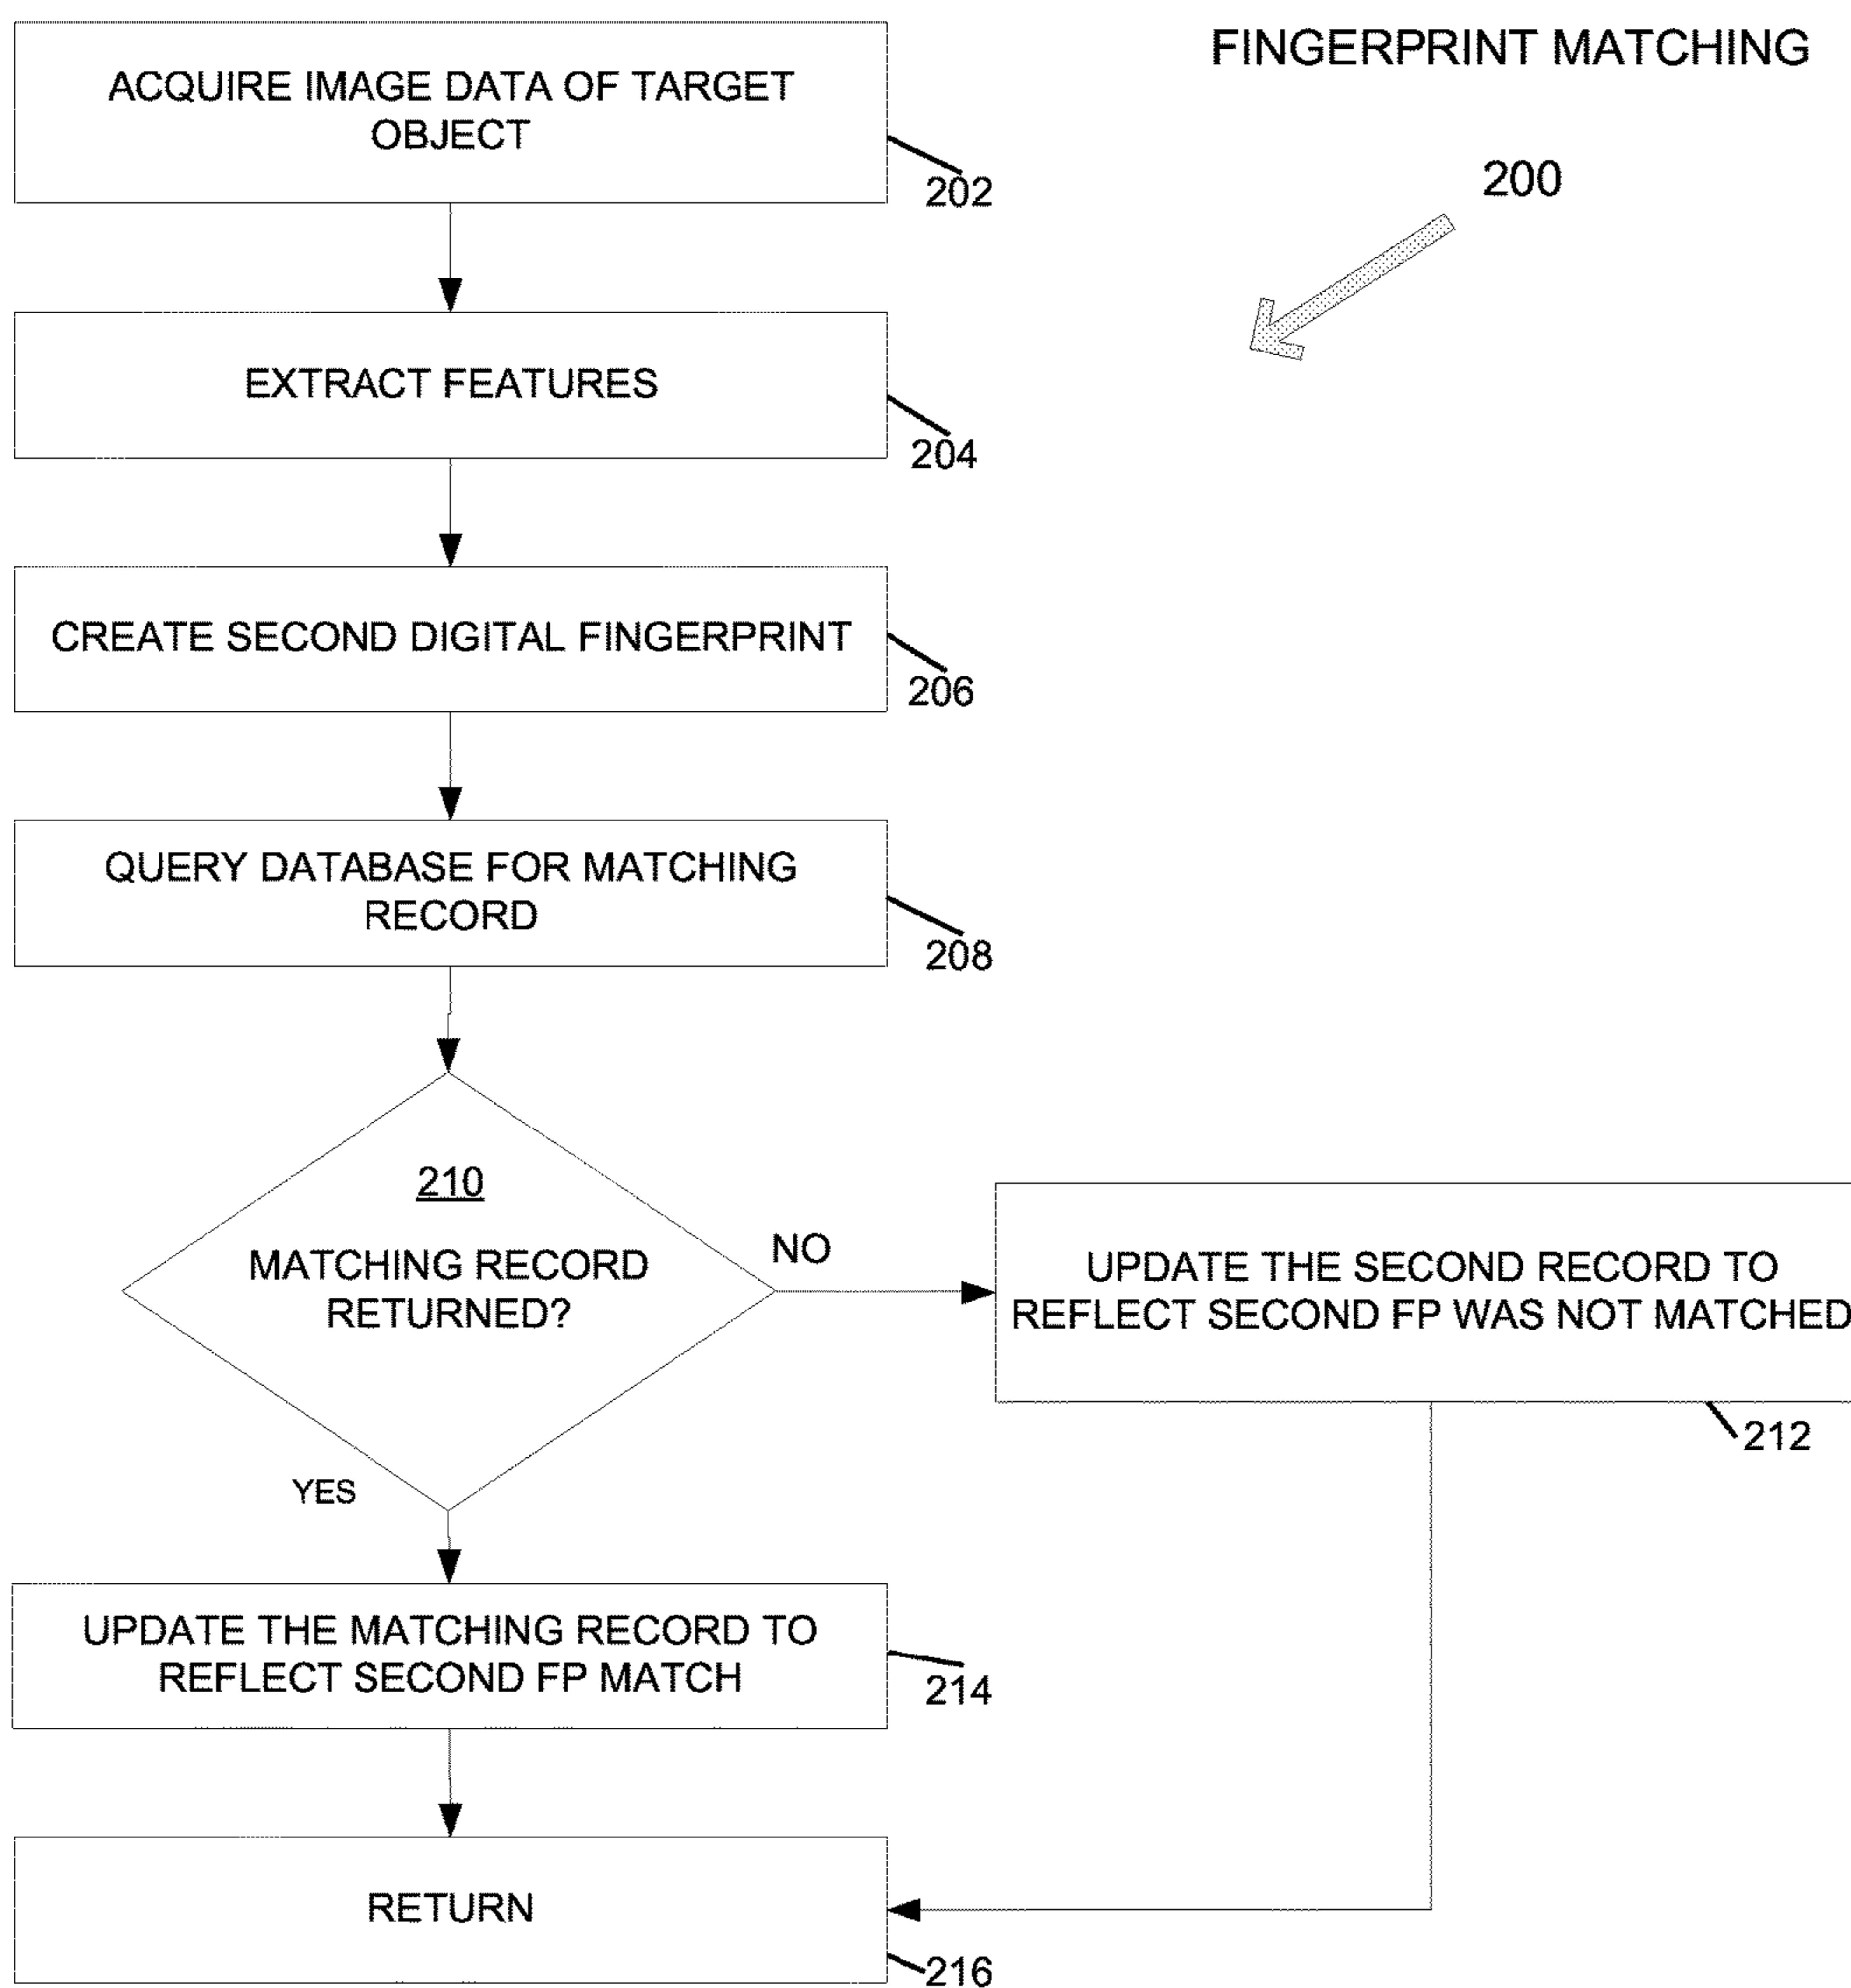 FINGERPRINT MATCHING
200
ACQUIRE IMAGE DATA OF TARGET
OBJECT
202
EXTRACT FEATURES
204
CREATE SECOND DIGITAL FINGERPRINT
206
QUERY DATABASE FOR MATCHING
RECORD
208
210
MATCHING RECORD
RETURNED?
NO
UPDATE THE SECOND RECORD TO
REFLECT SECOND FP WAS NOT MATCHED
212
YES
UPDATE THE MATCHING RECORD TO
REFLECT SECOND FP MATCH
214
RETURN
216